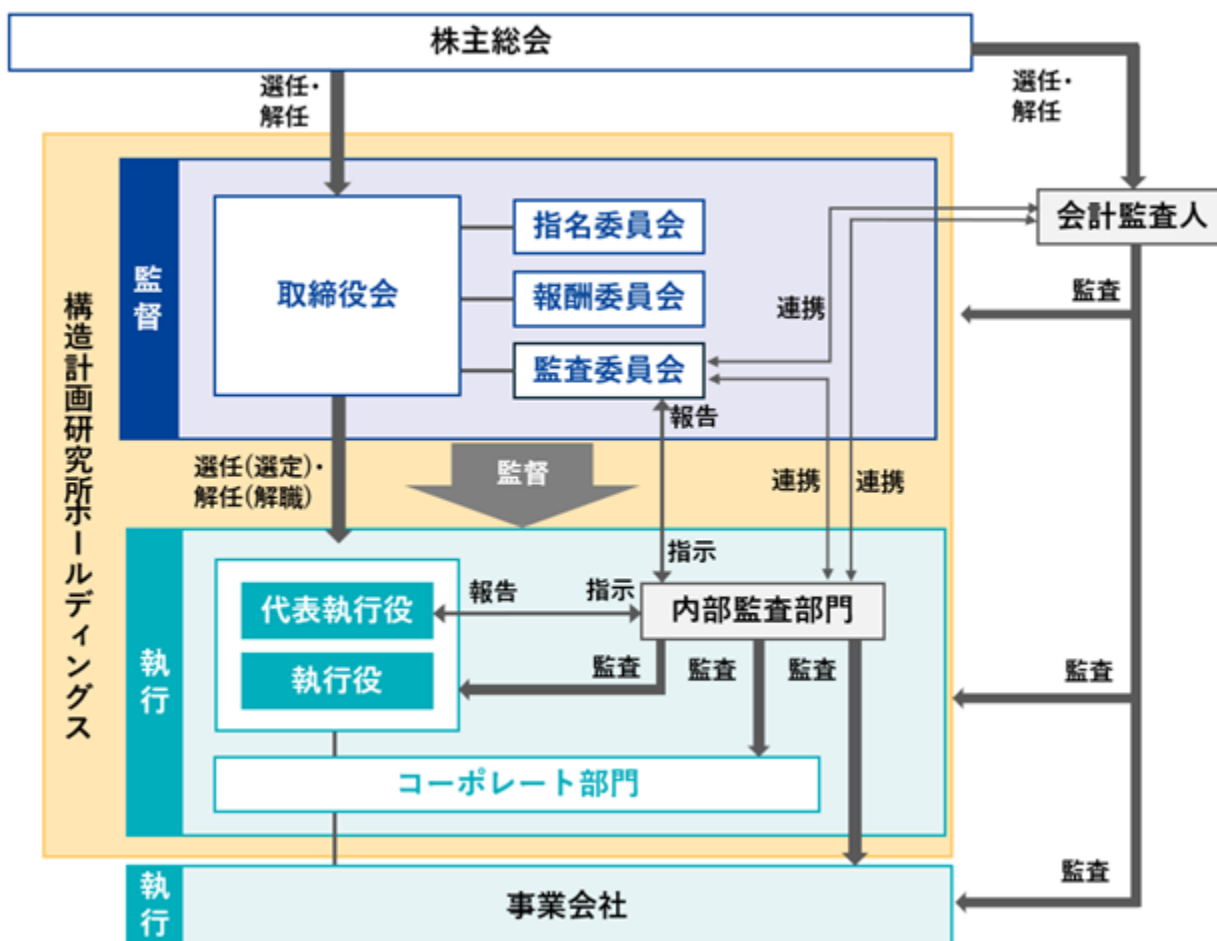 株主総会
選任・
解任
選任・
解任
会計監査人
構造計画研究所ホールディングス
監督
取締役会
指名委員会
報酬委員会
監査委員会
連携
監査
報告
選任(選定)・
解任(解職)
監督
連携
連携
指示
執行
代表執行役
執行役
報告
指示
内部監査部門
監査
監査
監査
監査
コーポレート部門
執行
事業会社
監査